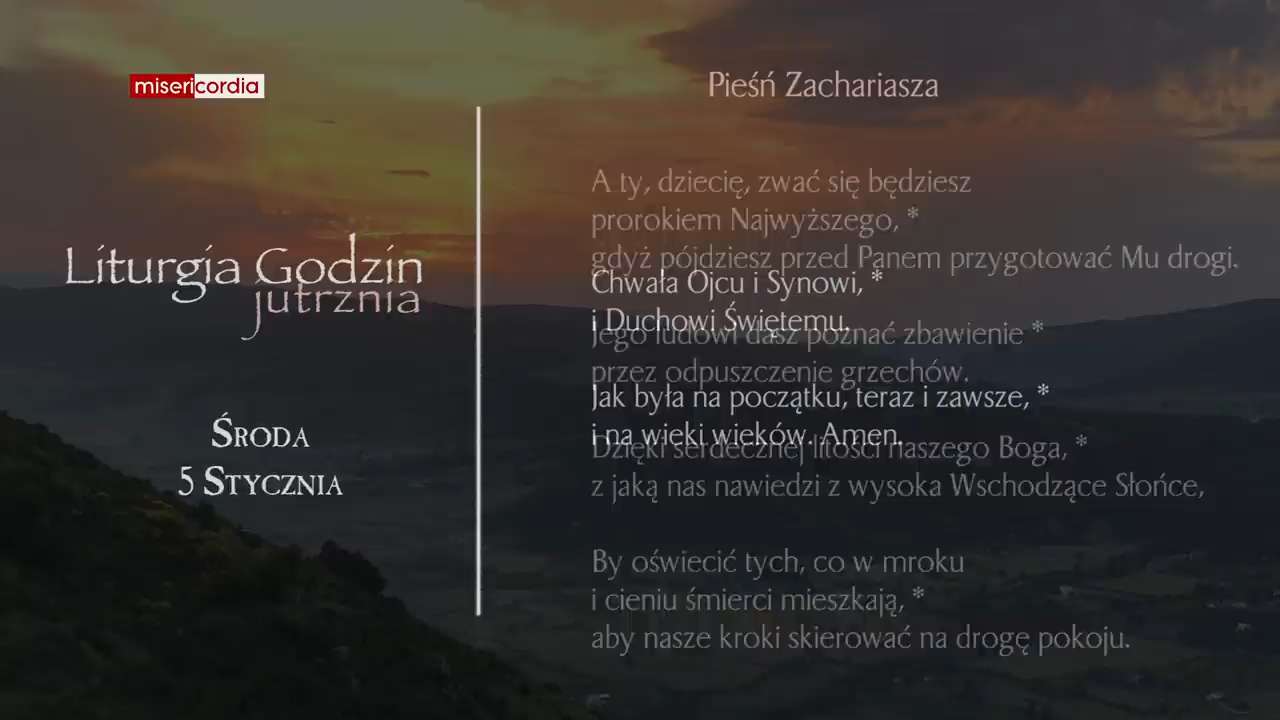 misericordia
Liturgia Godzin
jutrznia
Środa
5 Stycznia
Pieśń Zachariasza
A ty, dziecię, zwać się będziesz
prorokiem Najwyższego, *
gdyż pójdziesz przed Panem przygotować Mu drogi.
Chwała Ojcu i Synowi, *
i Duchowi Świętemu.
Jego ludowi dasz poznać zbawienie *
przez odpuszczenie grzechów.
Jak była na początku, teraz i zawsze, *
i na wieki wieków. Amen.
Dzięki serdecznej litości naszego Boga, *
z jaką nas nawiedzi z wysoka Wschodzące Słońce,
By oświecić tych, co w mroku
i cieniu śmierci mieszkają, *
aby nasze kroki skierować na drogę pokoju.